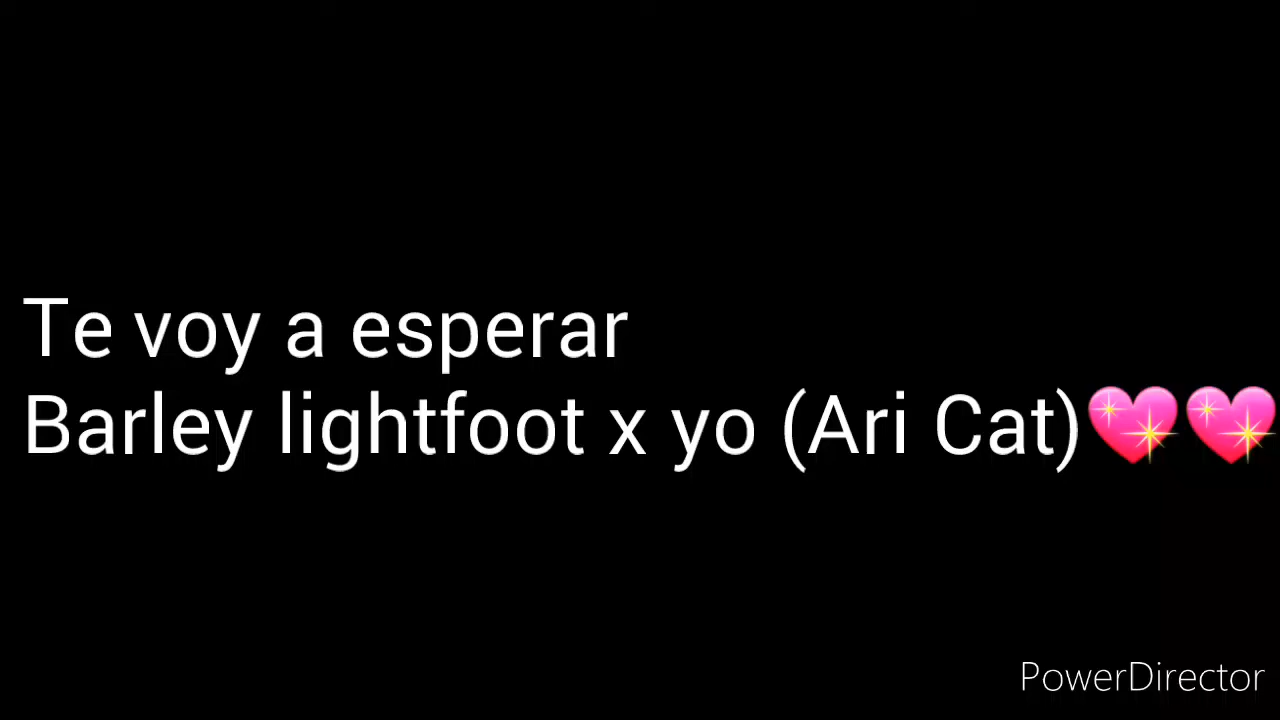 Te voy a esperar
Barley lightfoot x yo (Ari Cat)💖💖
PowerDirector